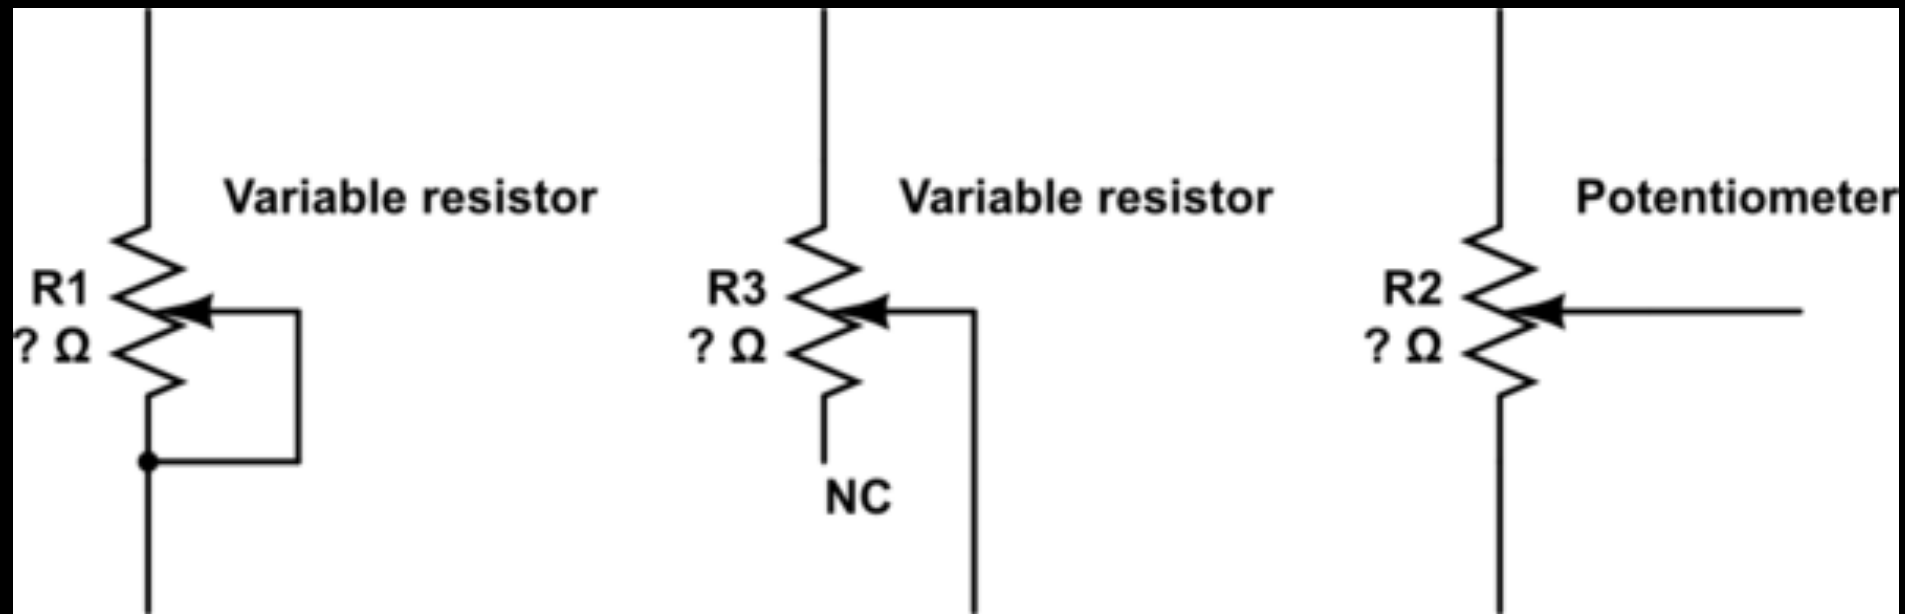 Variable resistor
R1
? Ω
Variable resistor
R3
? Ω
NC
Potentiometer
R2
? Ω